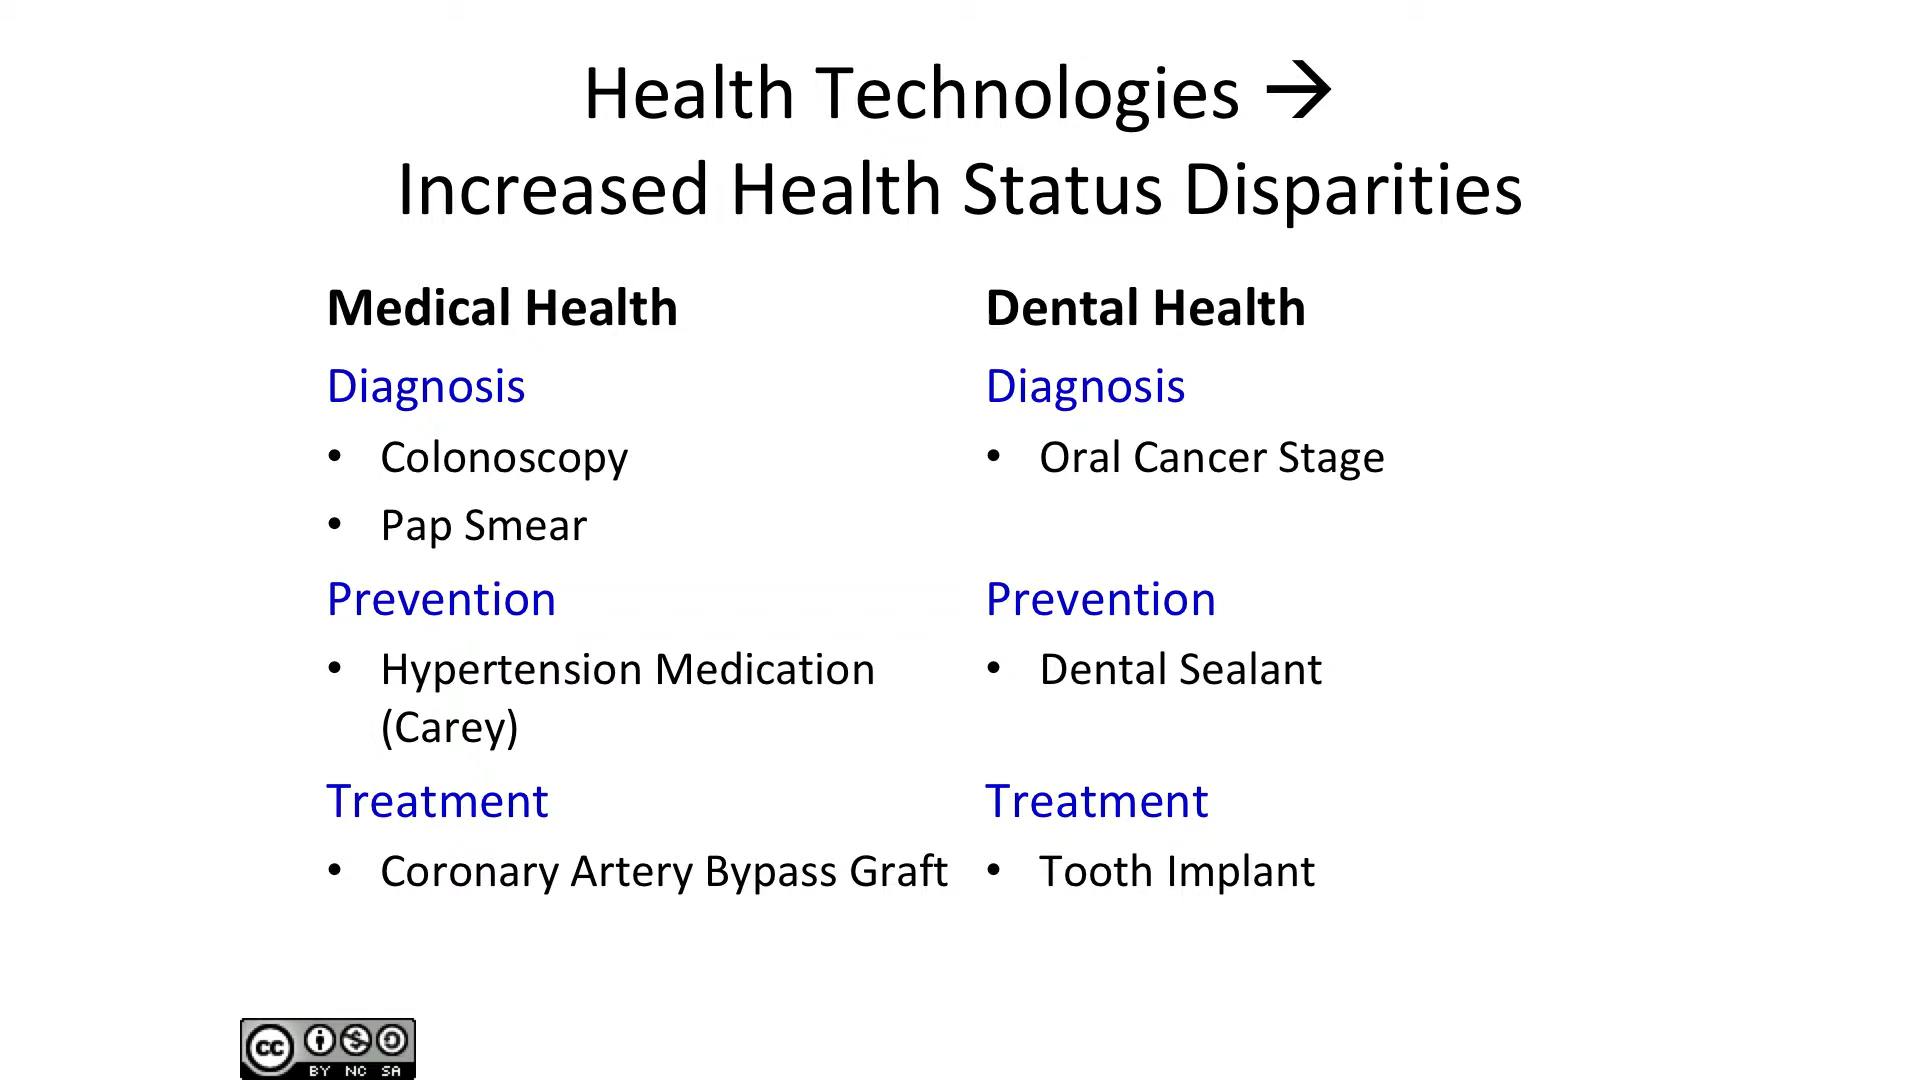 Health Technologies →
Increased Health Status Disparities
Medical Health
Diagnosis
• Colonoscopy
• Pap Smear
Prevention
• Hypertension Medication
(Carey)
Treatment
• Coronary Artery Bypass Graft
Dental Health
Diagnosis
• Oral Cancer Stage
Prevention
• Dental Sealant
Treatment
• Tooth Implant
cc
BY NC SA